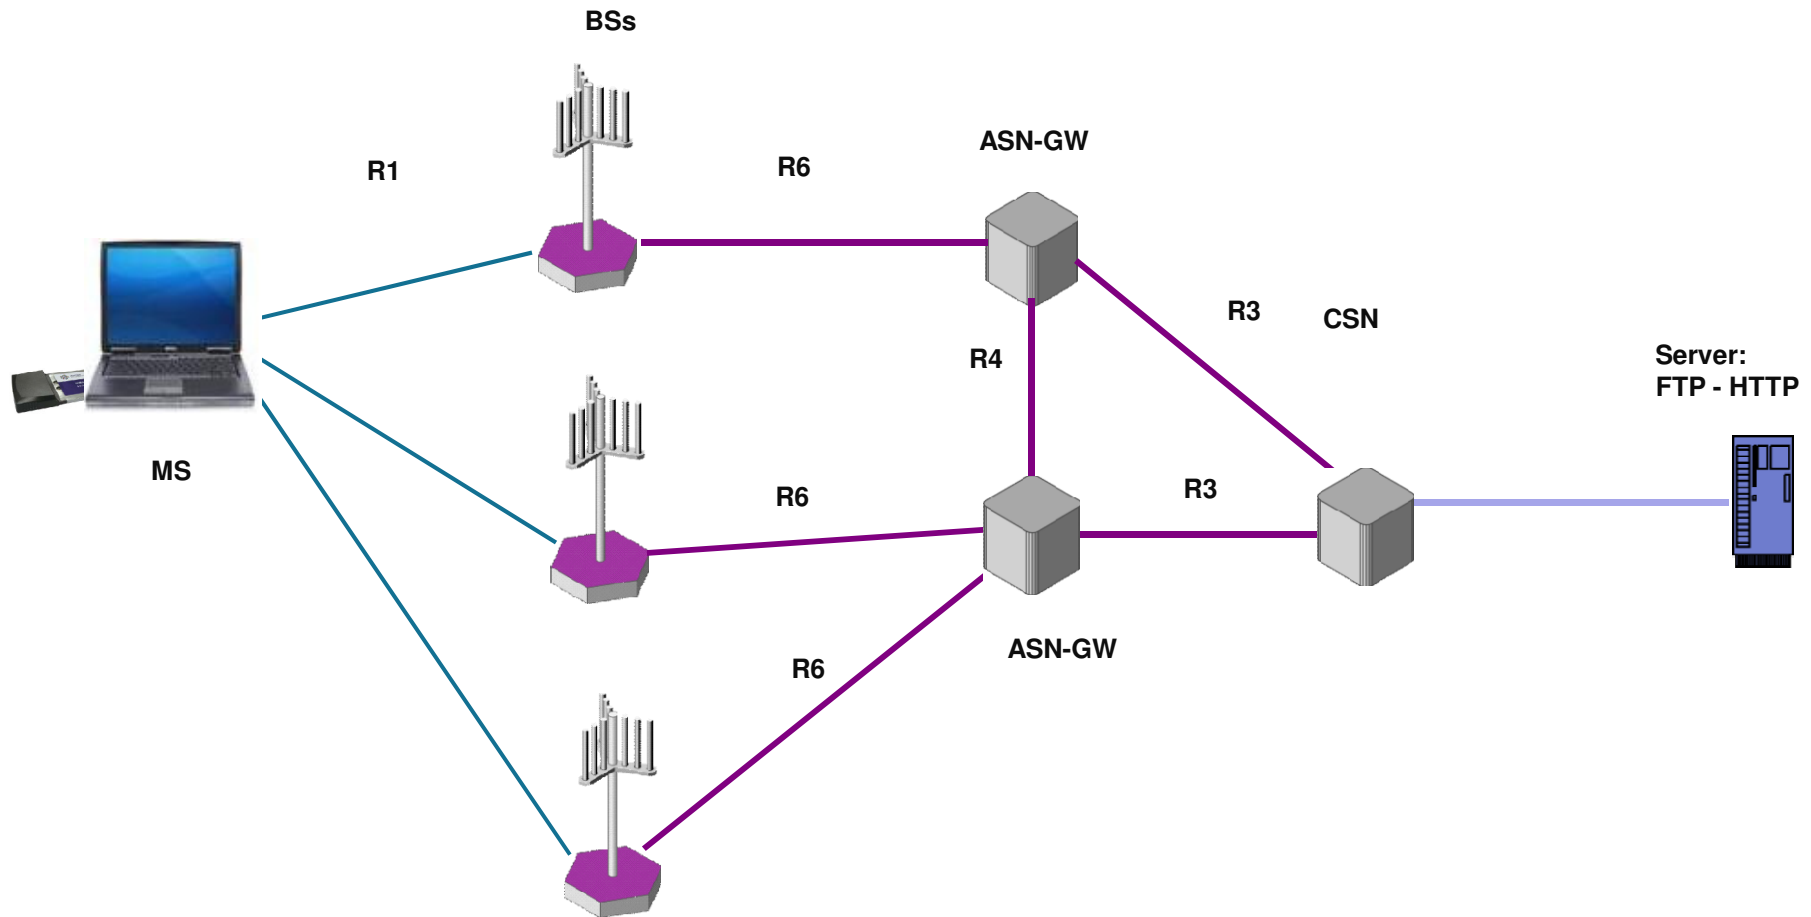 BSs
ASN-GW
R1
R6
R3
CSN
R4
Server:
FTP - HTTP
MS
R6
R3
ASN-GW
R6